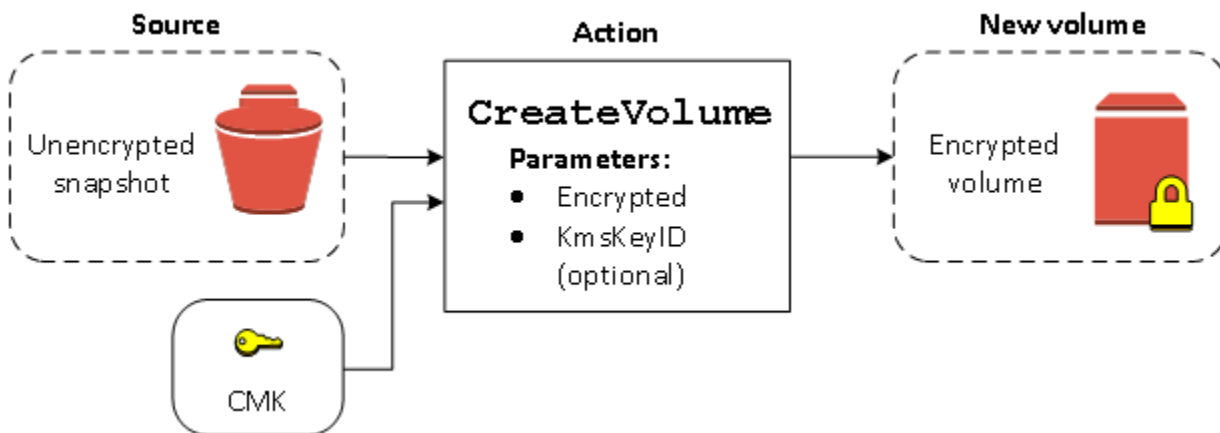 Source
Unencrypted
snapshot
CMK
Action
CreateVolume
Parameters:
● Encrypted
● KmsKeyID
(optional)
New volume
Encrypted
volume